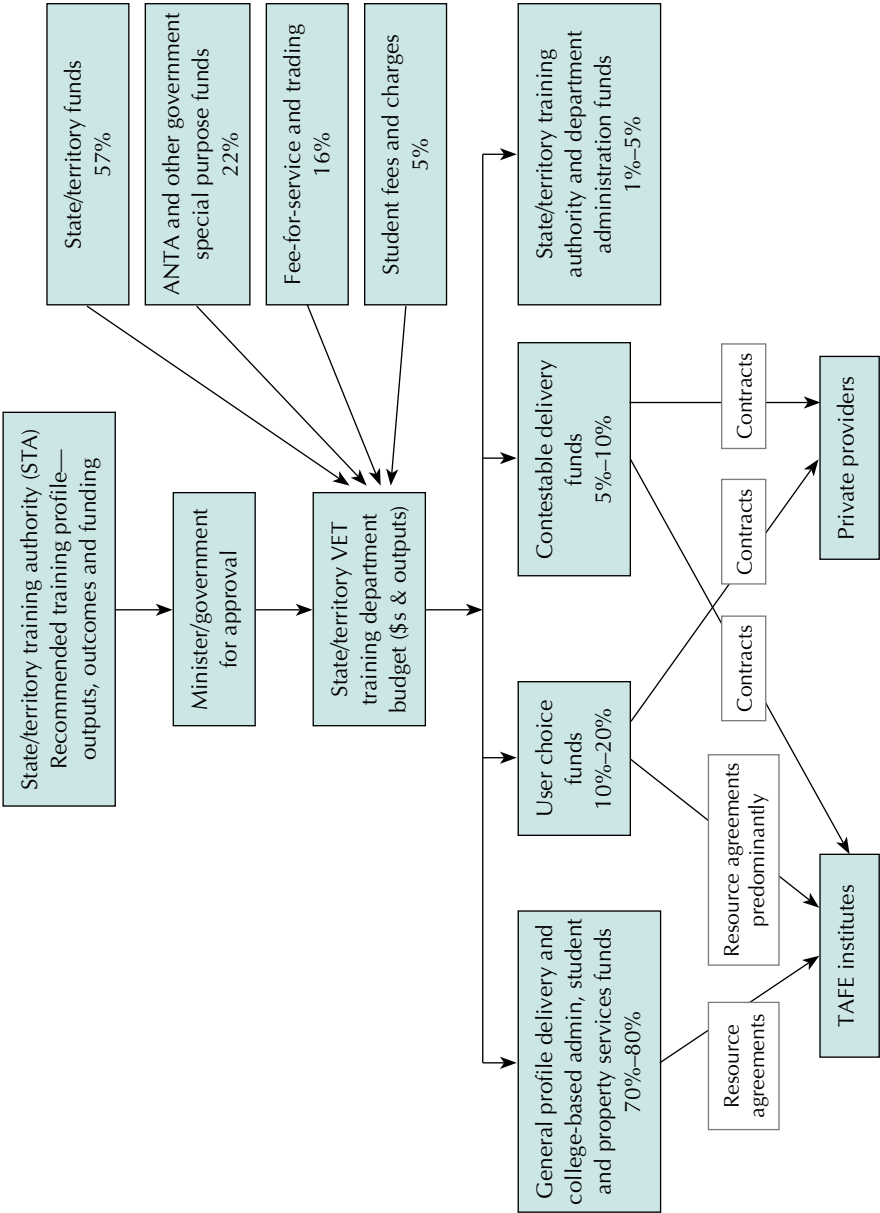 State/territory training authority (STA)
Recommended training profile—
outputs, outcomes and funding
Minister/government
for approval
State/territory VET
training department
budget ($s & outputs)
State/territory funds
57%
ANTA and other government
special purpose funds
22%
Fee-for-service and trading
16%
Student fees and charges
5%
General profile delivery and
college-based admin, student
and property services funds
70%–80%
User choice
funds
10%–20%
Contestable delivery
funds
5%–10%
State/territory training
authority and department
administration funds
1%–5%
Resource
agreements
Resource agreements
predominantly
Contracts
Contracts
Contracts
TAFE institutes
Private providers